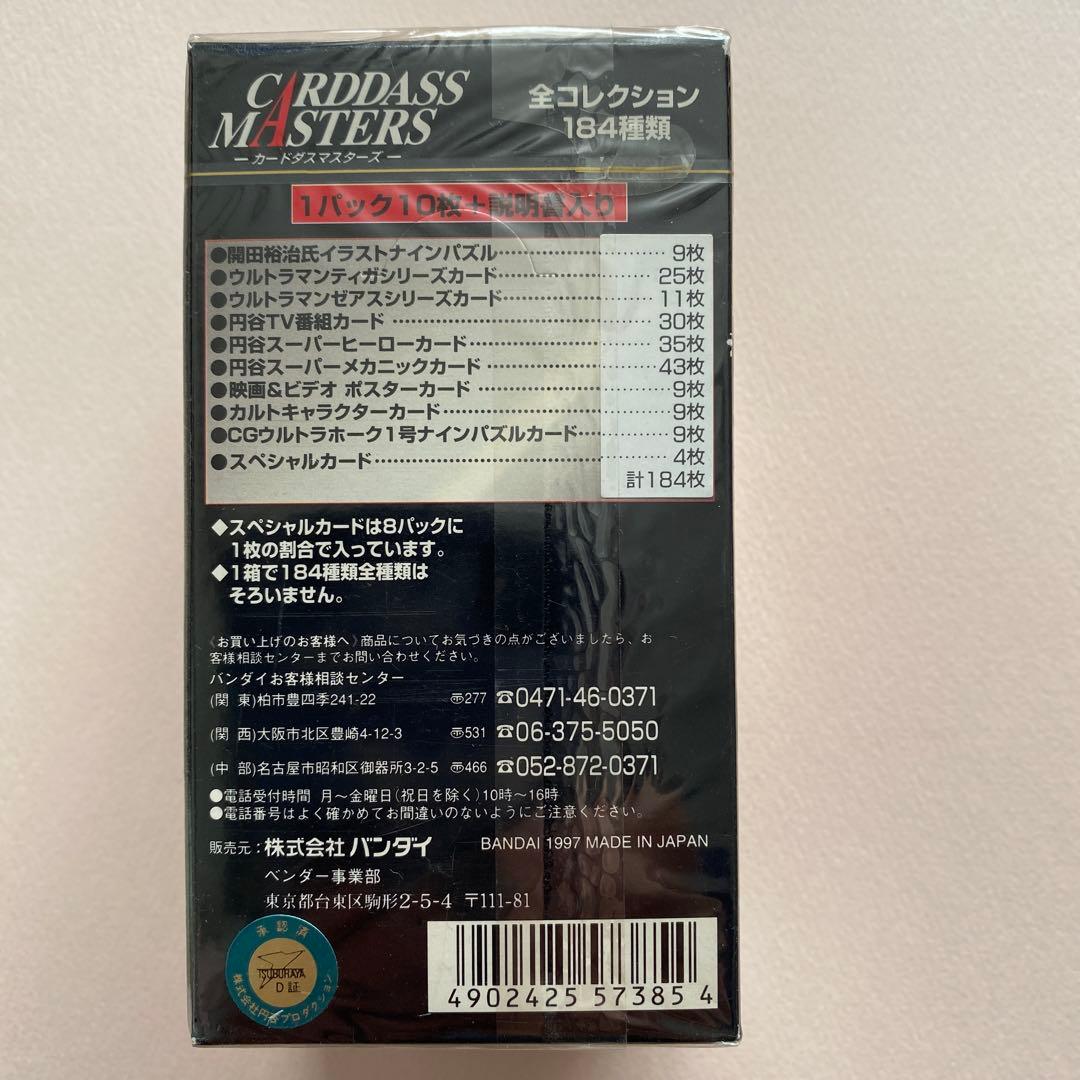 CARDDASS
MASTERS
ーカードダスマスターズー
全コレクション
184種類
1パック10枚+説明書入り
●開田裕治氏イラストナインパズル 9枚
●ウルトラマンティガシリーズカード 25枚
●ウルトラマンゼアスシリーズカード 11枚
●円谷TV番組カード 30枚
●円谷スーパーヒーローカード 35枚
●円谷スーパーメカニックカード 43枚
●映画&ビデオ ポスターカード 9枚
●カルトキャラクターカード 9枚
●CGウルトラホーク1号ナインパズルカード 9枚
●スペシャルカード 4枚
計184枚
◆スペシャルカードは8パックに
1枚の割合で入っています。
◆1箱で184種類全種類は
そろいません。
《お買い上げのお客様へ》商品についてお気づきの点がございましたら、お
客様相談センターまでお問い合わせください。
バンダイお客様相談センター
(関 東)柏市豊四季241-22 〠277 ☎0471-46-0371
(関 西)大阪市北区豊崎4-12-3 〠531 ☎06-375-5050
(中 部)名古屋市昭和区御器所3-2-5 〠466 ☎052-872-0371
●電話受付時間 月〜金曜日(祝日を除く)10時〜16時
●電話番号はよく確かめてお間違いのないようにご注意ください。
販売元:株式会社 バンダイ BANDAI 1997 MADE IN JAPAN
ベンダー事業部
東京都台東区駒形2-5-4 〒111-81
承認済
TSUBURAYA
D証
株式会社円谷プロダクション
4902425 57385 4